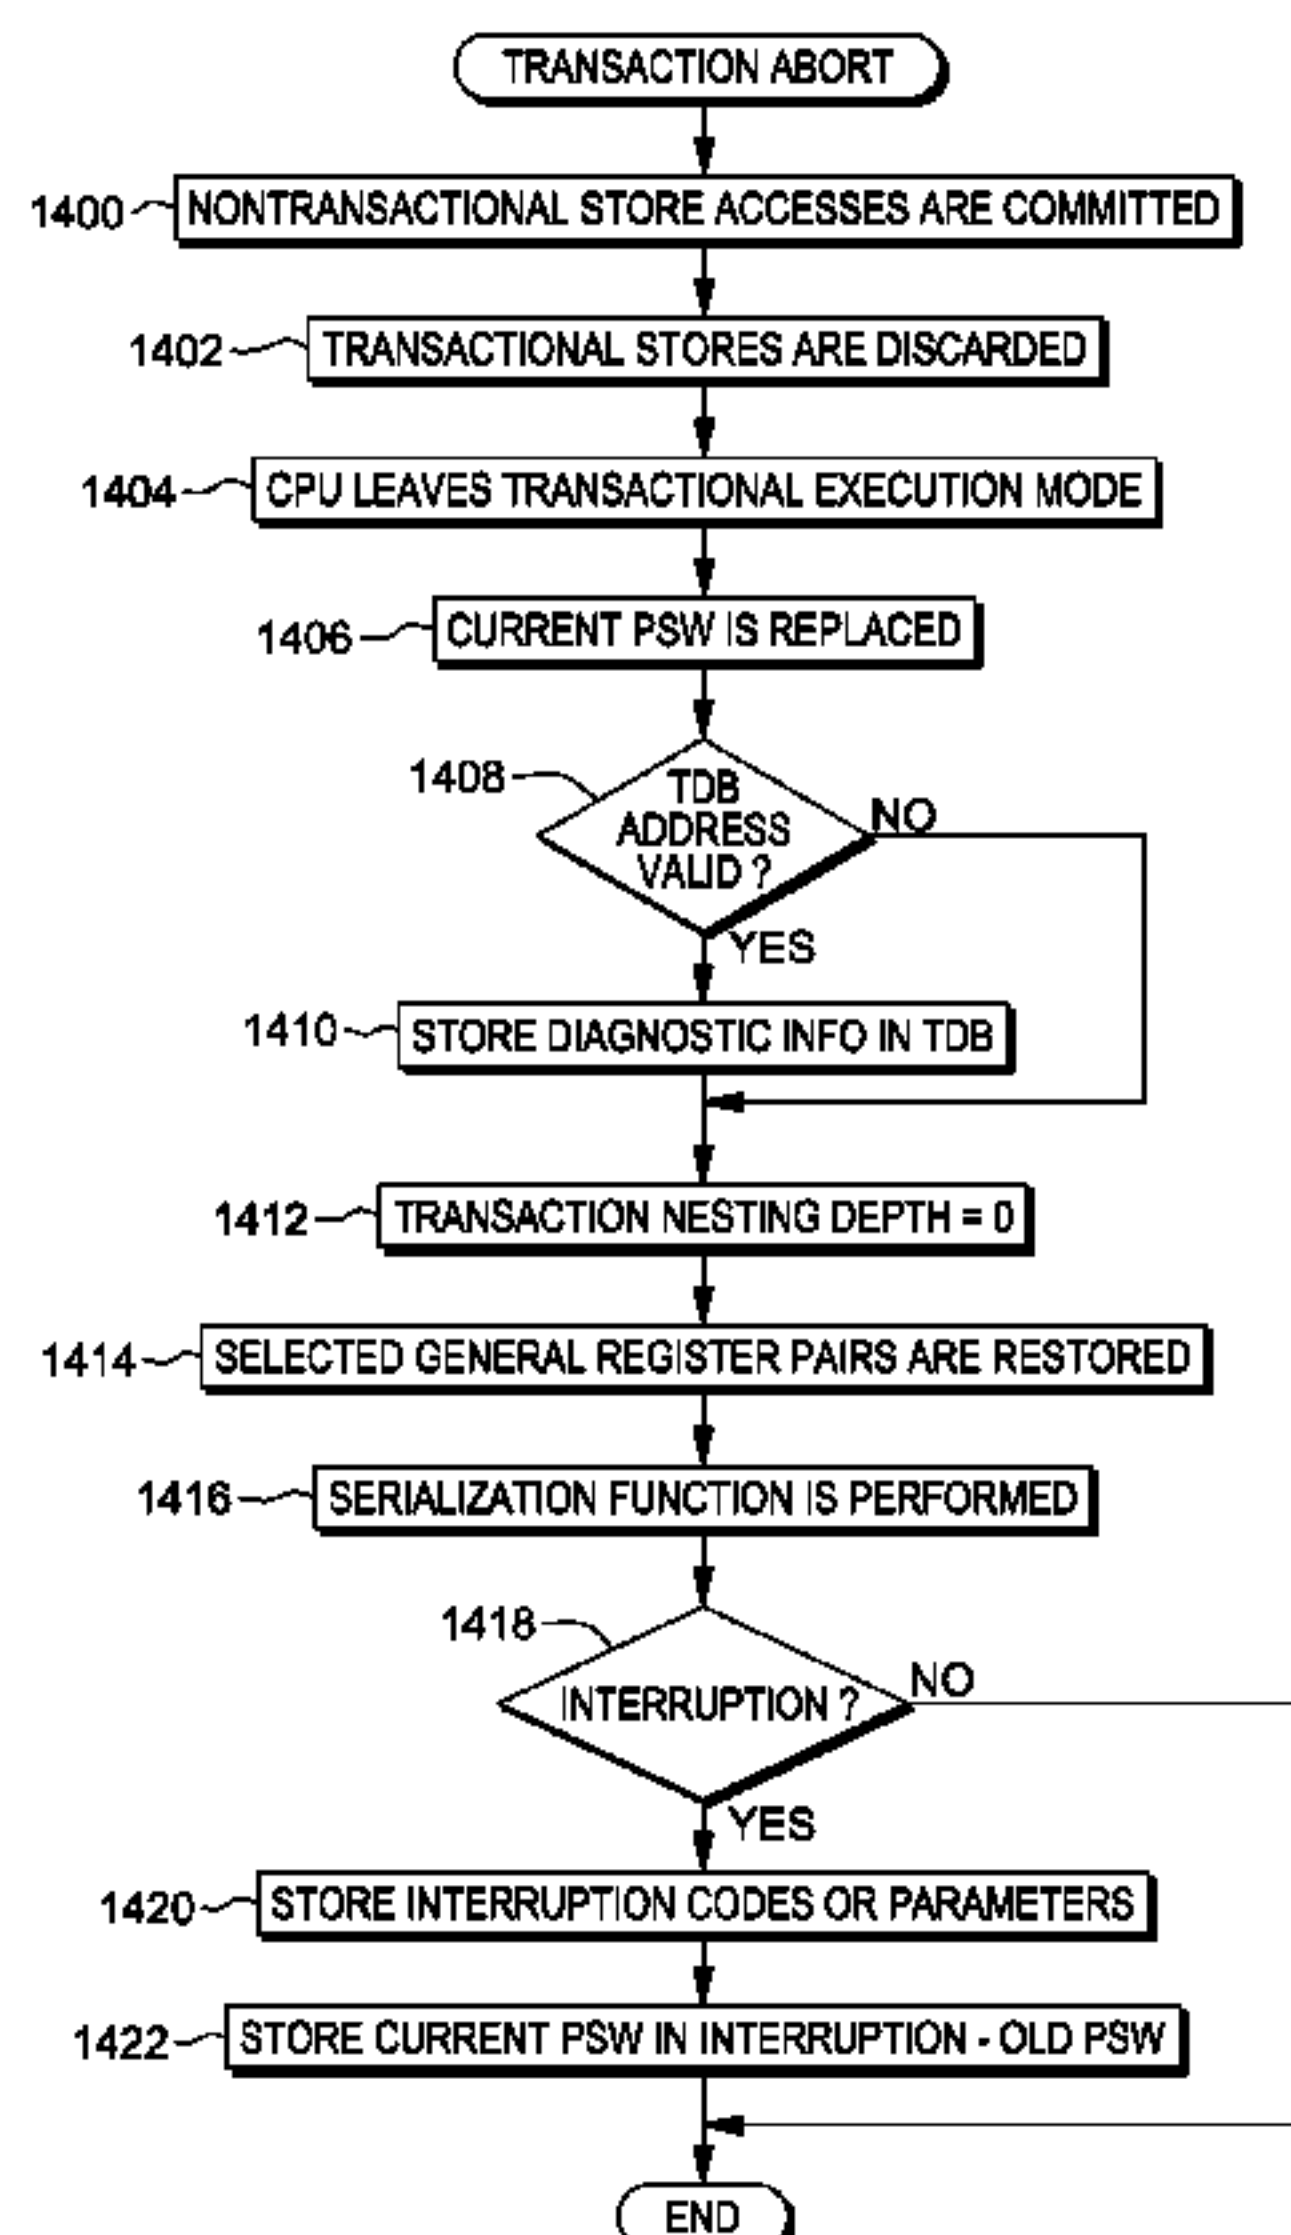 TRANSACTION ABORT
1400
NONTRANSACTIONAL STORE ACCESSES ARE COMMITTED
1402
TRANSACTIONAL STORES ARE DISCARDED
1404
CPU LEAVES TRANSACTIONAL EXECUTION MODE
1406
CURRENT PSW IS REPLACED
1408
TDB
ADDRESS
VALID ?
NO
YES
1410
STORE DIAGNOSTIC INFO IN TDB
1412
TRANSACTION NESTING DEPTH = 0
1414
SELECTED GENERAL REGISTER PAIRS ARE RESTORED
1416
SERIALIZATION FUNCTION IS PERFORMED
1418
INTERRUPTION ?
NO
YES
1420
STORE INTERRUPTION CODES OR PARAMETERS
1422
STORE CURRENT PSW IN INTERRUPTION - OLD PSW
END